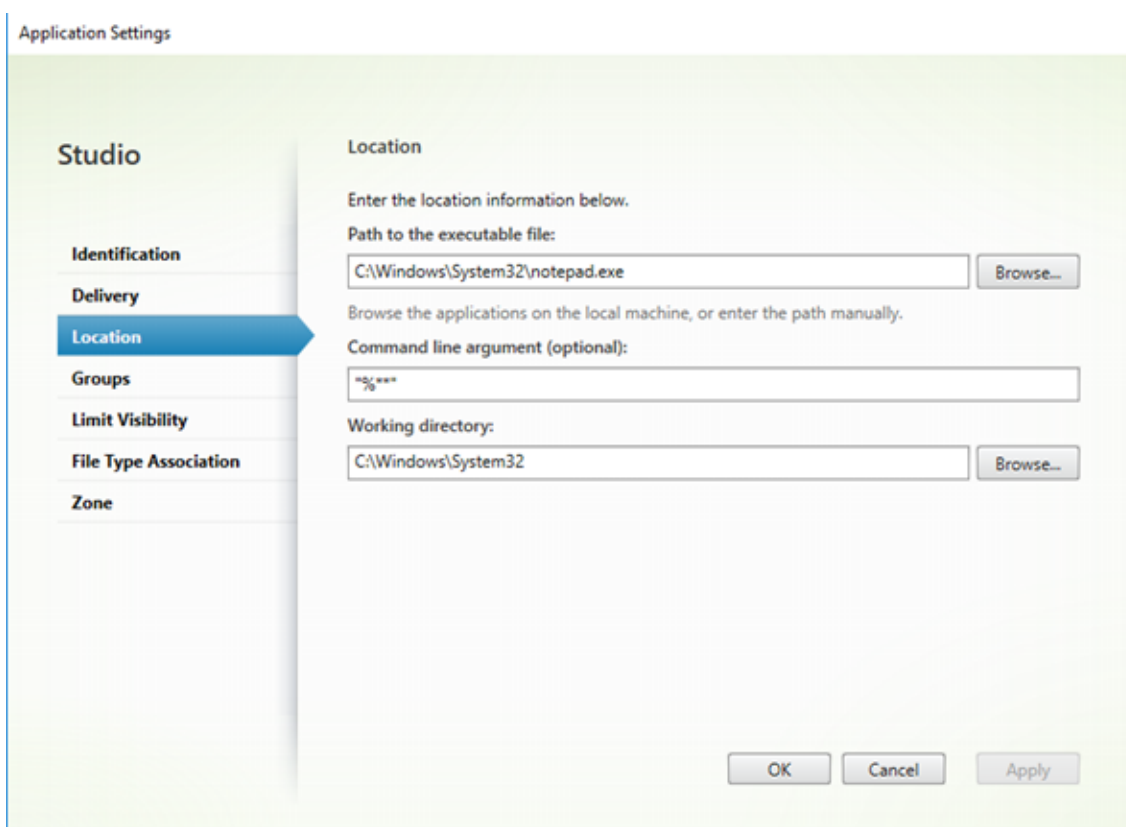 Application Settings
Studio
Identification
Delivery
Location
Groups
Limit Visibility
File Type Association
Zone
Location
Enter the location information below.
Path to the executable file:
C:\Windows\System32\notepad.exe
Browse...
Browse the applications on the local machine, or enter the path manually.
Command line argument (optional):
"%**"
Working directory:
C:\Windows\System32
Browse...
OK
Cancel
Apply